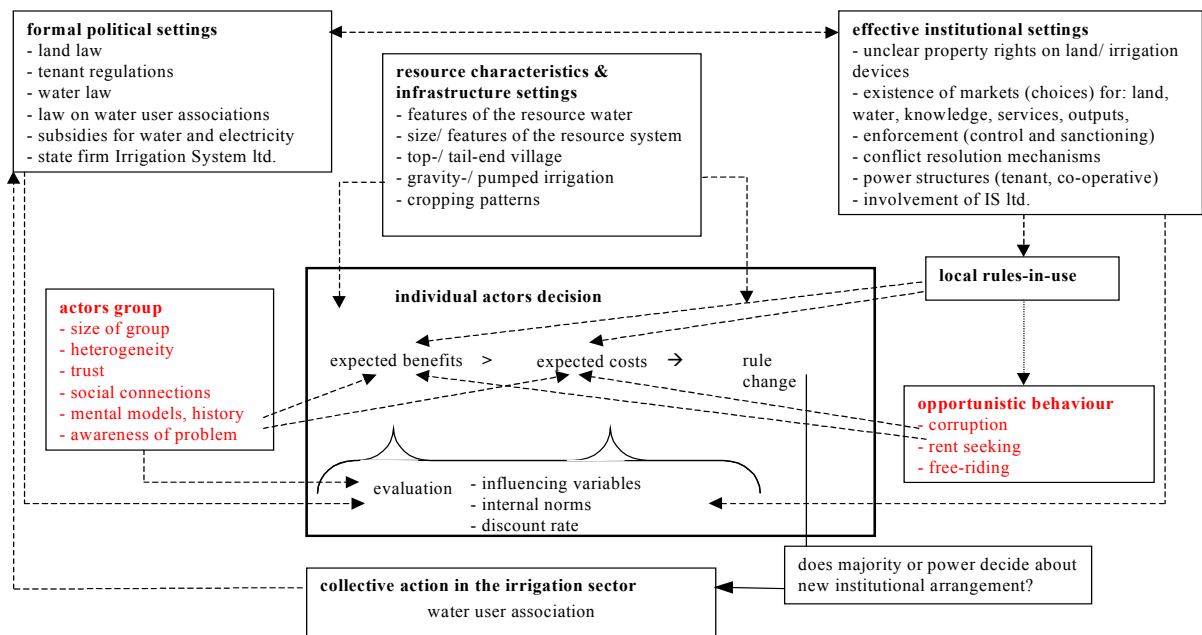 formal political settings
- land law
- tenant regulations
- water law
- law on water user associations
- subsidies for water and electricity
- state firm Irrigation System ltd.
resource characteristics &
infrastructure settings
- features of the resource water
- size/ features of the resource system
- top-/ tail-end village
- gravity-/ pumped irrigation
- cropping patterns
effective institutional settings
- unclear property rights on land/ irrigation
devices
- existence of markets (choices) for: land,
water, knowledge, services, outputs,
- enforcement (control and sanctioning)
- conflict resolution mechanisms
- power structures (tenant, co-operative)
- involvement of IS ltd.
local rules-in-use
actors group
- size of group
- heterogeneity
- trust
- social connections
- mental models, history
- awareness of problem
individual actors decision
expected benefits > expected costs → rule
change
opportunistic behaviour
- corruption
- rent seeking
- free-riding
evaluation - influencing variables
- internal norms
- discount rate
does majority or power decide about
new institutional arrangement?
collective action in the irrigation sector
water user association